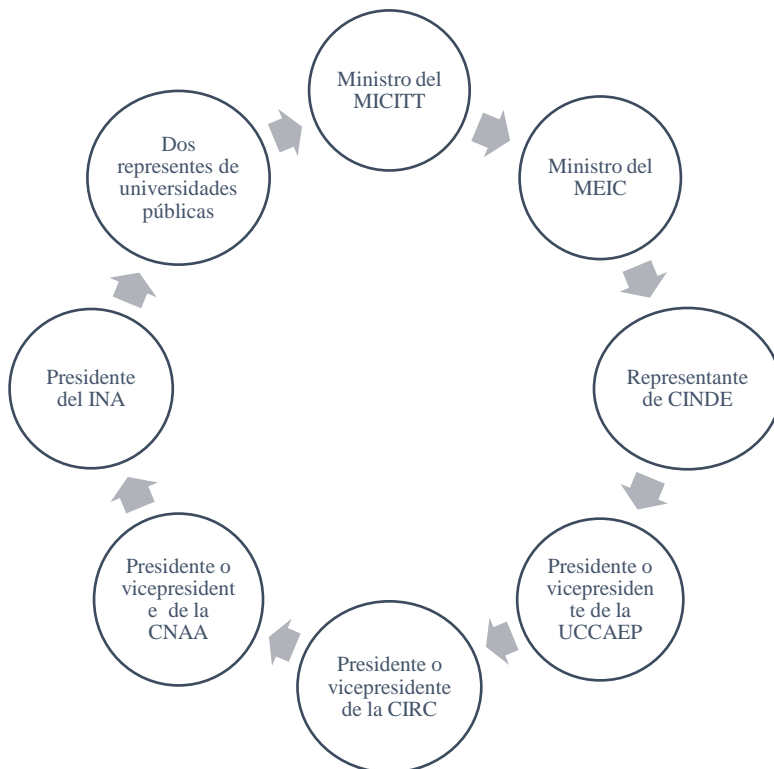 Ministro del
MICITT
Ministro del
MEIC
Representante
de CINDE
Presidente o
vicepresiden
te de la
UCCAEP
Presidente o
vicepresidente
de la CIRC
Presidente o
vicepresident
e de la
CNAA
Presidente
del INA
Dos
representes de
universidades
públicas